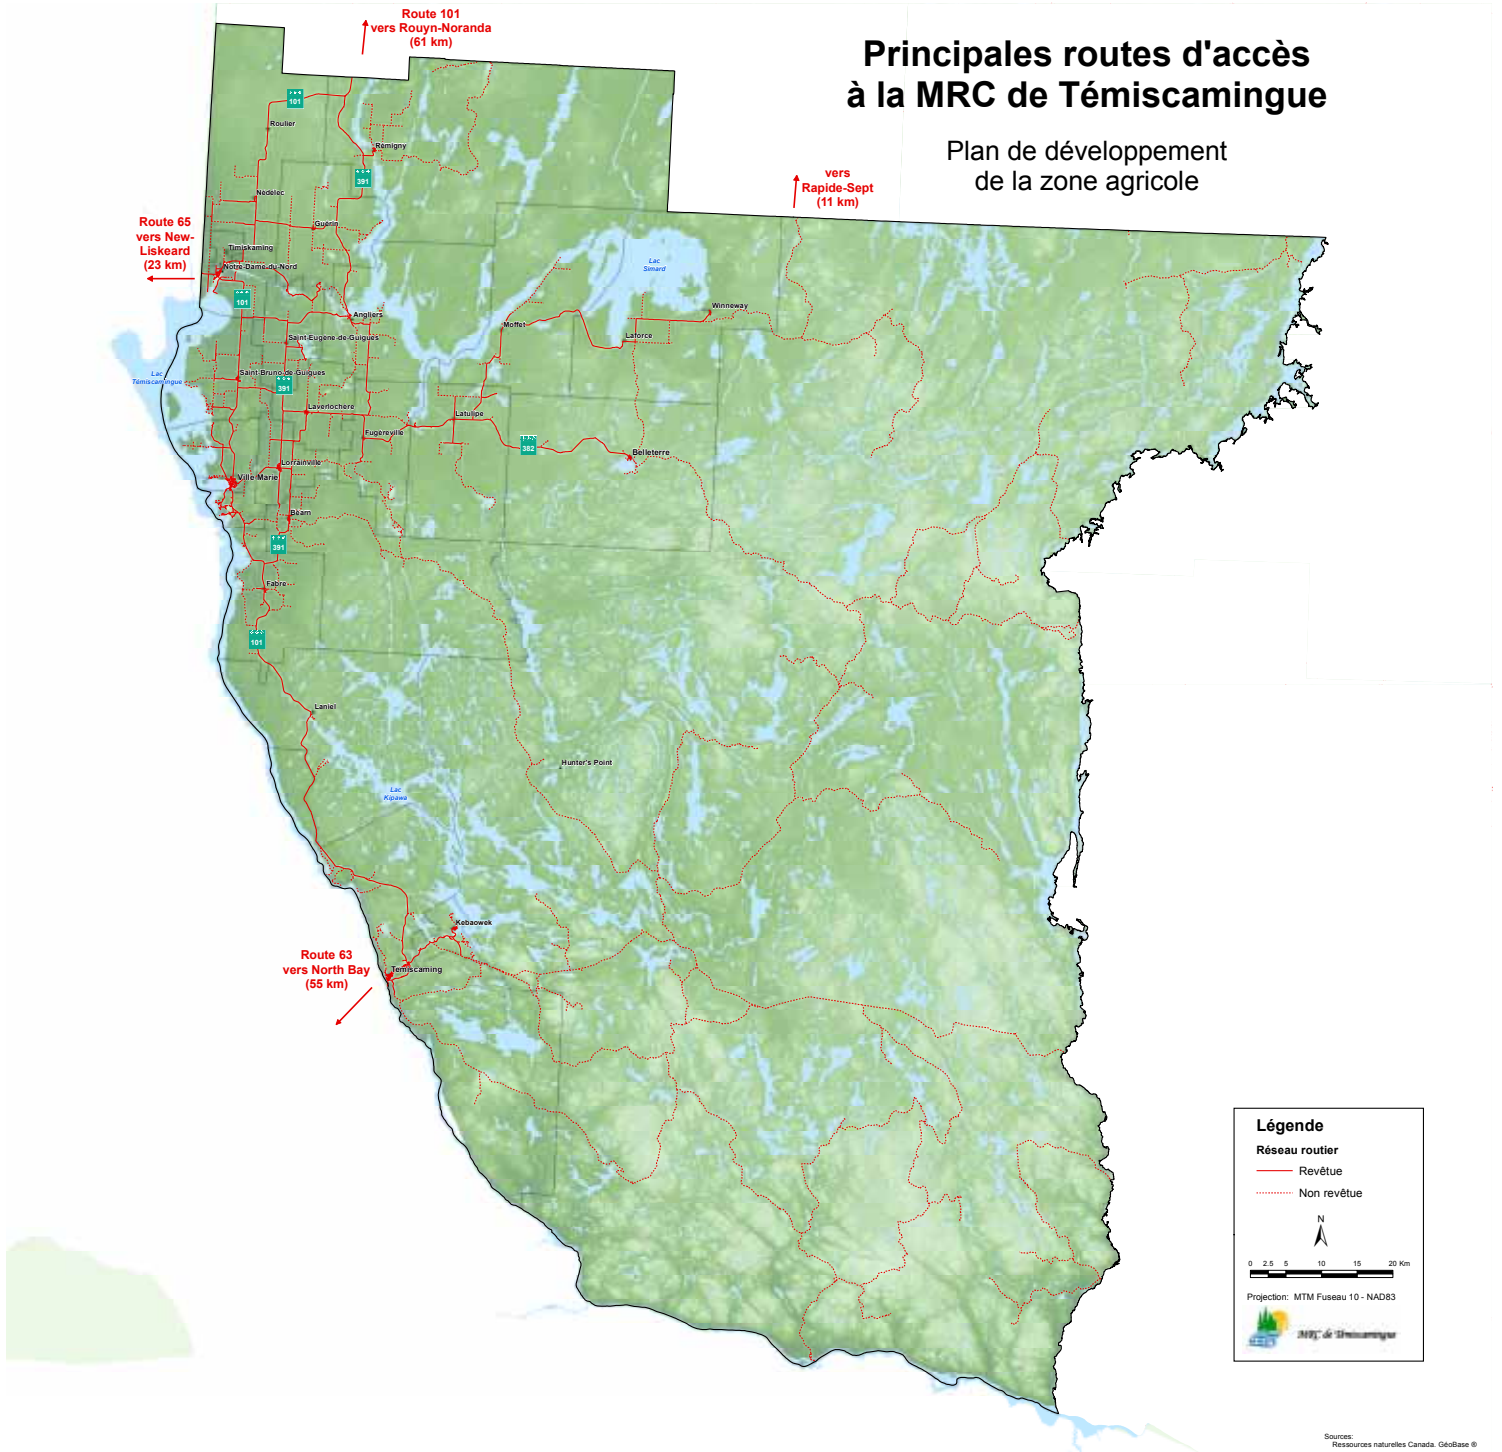 Principales routes d'accès
à la MRC de Témiscamingue
Plan de développement
de la zone agricole
Route 101
vers Rouyn-Noranda
(61 km)
vers
Rapide-Sept
(11 km)
Route 65
vers New-
Liskeard
(23 km)
Route 63
vers North Bay
(55 km)
101
Roulier
Rémigny
391
Nédélec
Guérin
Timiskaming
Notre-Dame-du-Nord
101
Angliers
Lac
Simard
Winneway
Moffet
Laforce
Saint-Eugène-de-Guigues
Lac
Témiscamingue
Saint-Bruno-de-Guigues
391
Laverlochère
Latulipe
Fugèreville
382
Belleterre
Lorrainville
Ville-Marie
Béarn
391
Fabre
101
Laniel
Hunter's Point
Lac
Kipawa
Kebaowek
Témiscaming
Légende
Réseau routier
Revêtue
Non revêtue
N
0 2.5 5 10 15 20 Km
Projection: MTM Fuseau 10 - NAD83
MRC de Témiscamingue
Sources:
Ressources naturelles Canada. GéoBase ®